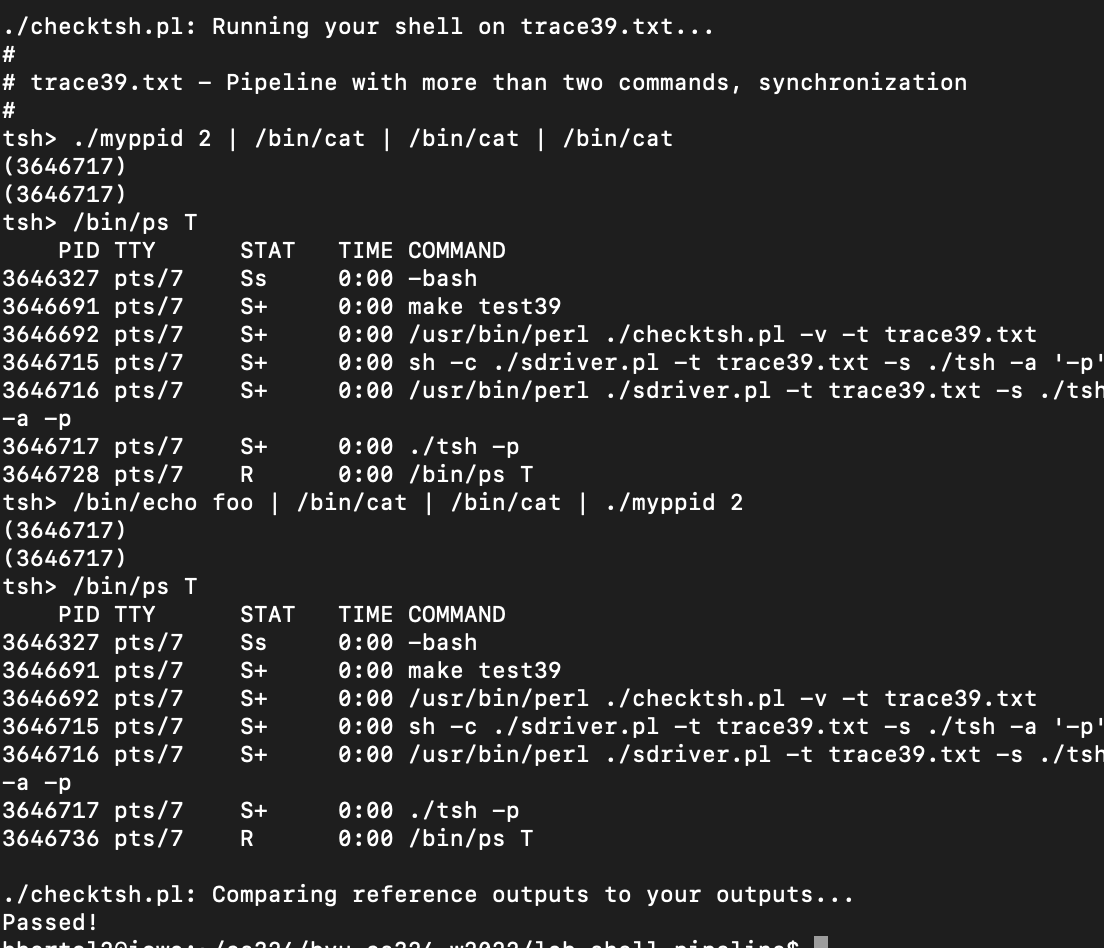 ./checktsh.pl: Running your shell on trace39.txt...
#
# trace39.txt - Pipeline with more than two commands, synchronization
#
tsh> ./myppid 2 | /bin/cat | /bin/cat | /bin/cat
(3646717)
(3646717)
tsh> /bin/ps T
    PID TTY      STAT   TIME COMMAND
3646327 pts/7    Ss     0:00 -bash
3646691 pts/7    S+     0:00 make test39
3646692 pts/7    S+     0:00 /usr/bin/perl ./checktsh.pl -v -t trace39.txt
3646715 pts/7    S+     0:00 sh -c ./sdriver.pl -t trace39.txt -s ./tsh -a '-p'
3646716 pts/7    S+     0:00 /usr/bin/perl ./sdriver.pl -t trace39.txt -s ./tsh
-a -p
3646717 pts/7    S+     0:00 ./tsh -p
3646728 pts/7    R      0:00 /bin/ps T
tsh> /bin/echo foo | /bin/cat | /bin/cat | ./myppid 2
(3646717)
(3646717)
tsh> /bin/ps T
    PID TTY      STAT   TIME COMMAND
3646327 pts/7    Ss     0:00 -bash
3646691 pts/7    S+     0:00 make test39
3646692 pts/7    S+     0:00 /usr/bin/perl ./checktsh.pl -v -t trace39.txt
3646715 pts/7    S+     0:00 sh -c ./sdriver.pl -t trace39.txt -s ./tsh -a '-p'
3646716 pts/7    S+     0:00 /usr/bin/perl ./sdriver.pl -t trace39.txt -s ./tsh
-a -p
3646717 pts/7    S+     0:00 ./tsh -p
3646736 pts/7    R      0:00 /bin/ps T
./checktsh.pl: Comparing reference outputs to your outputs...
Passed!